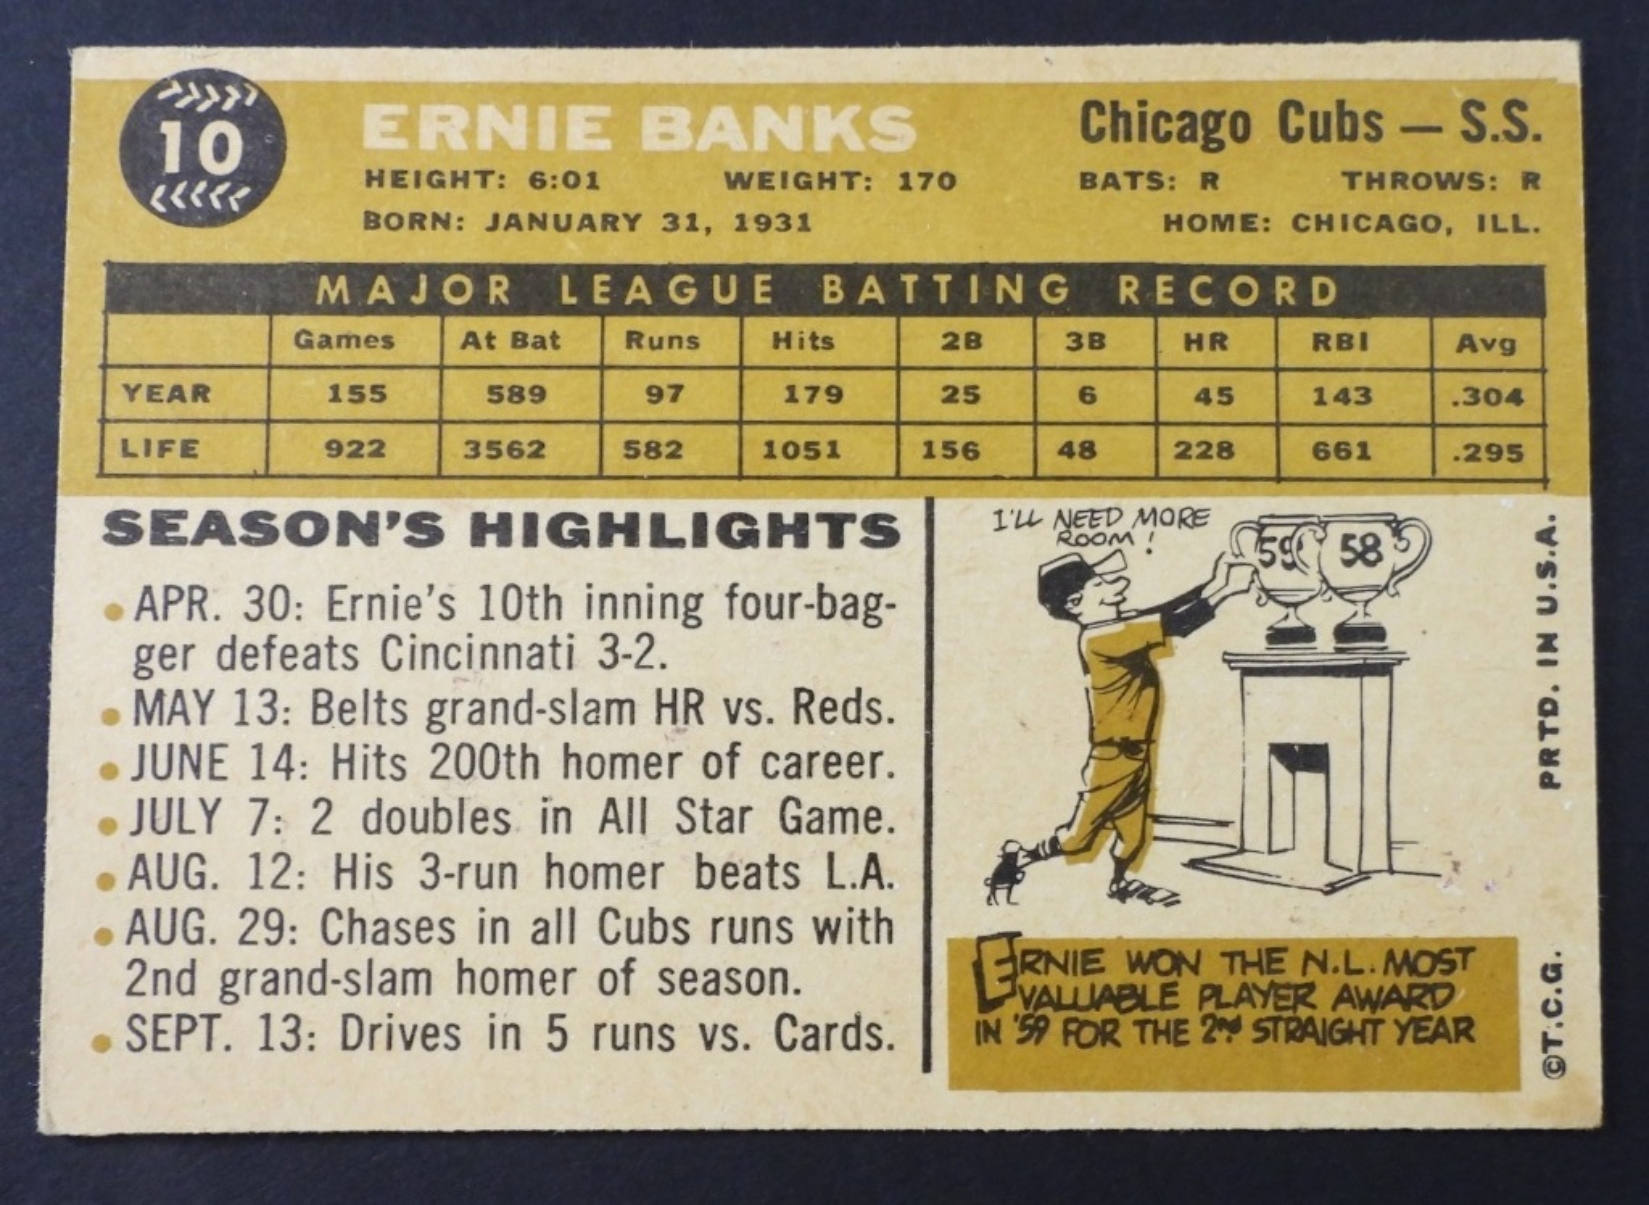 10
ERNIE BANKS
Chicago Cubs — S.S.
HEIGHT: 6:01 WEIGHT: 170 BATS: R THROWS: R
BORN: JANUARY 31, 1931 HOME: CHICAGO, ILL.
MAJOR LEAGUE BATTING RECORD
Games At Bat Runs Hits 2B 3B HR RBI Avg
YEAR 155 589 97 179 25 6 45 143 .304
LIFE 922 3562 582 1051 156 48 228 661 .295
SEASON'S HIGHLIGHTS
• APR. 30: Ernie's 10th inning four-bag-
ger defeats Cincinnati 3-2.
• MAY 13: Belts grand-slam HR vs. Reds.
• JUNE 14: Hits 200th homer of career.
• JULY 7: 2 doubles in All Star Game.
• AUG. 12: His 3-run homer beats L.A.
• AUG. 29: Chases in all Cubs runs with
2nd grand-slam homer of season.
• SEPT. 13: Drives in 5 runs vs. Cards.
I'LL NEED MORE
ROOM!
59 58
ERNIE WON THE N.L. MOST
VALUABLE PLAYER AWARD
IN '59 FOR THE 2ND STRAIGHT YEAR
©T.C.G. PRTD. IN U.S.A.